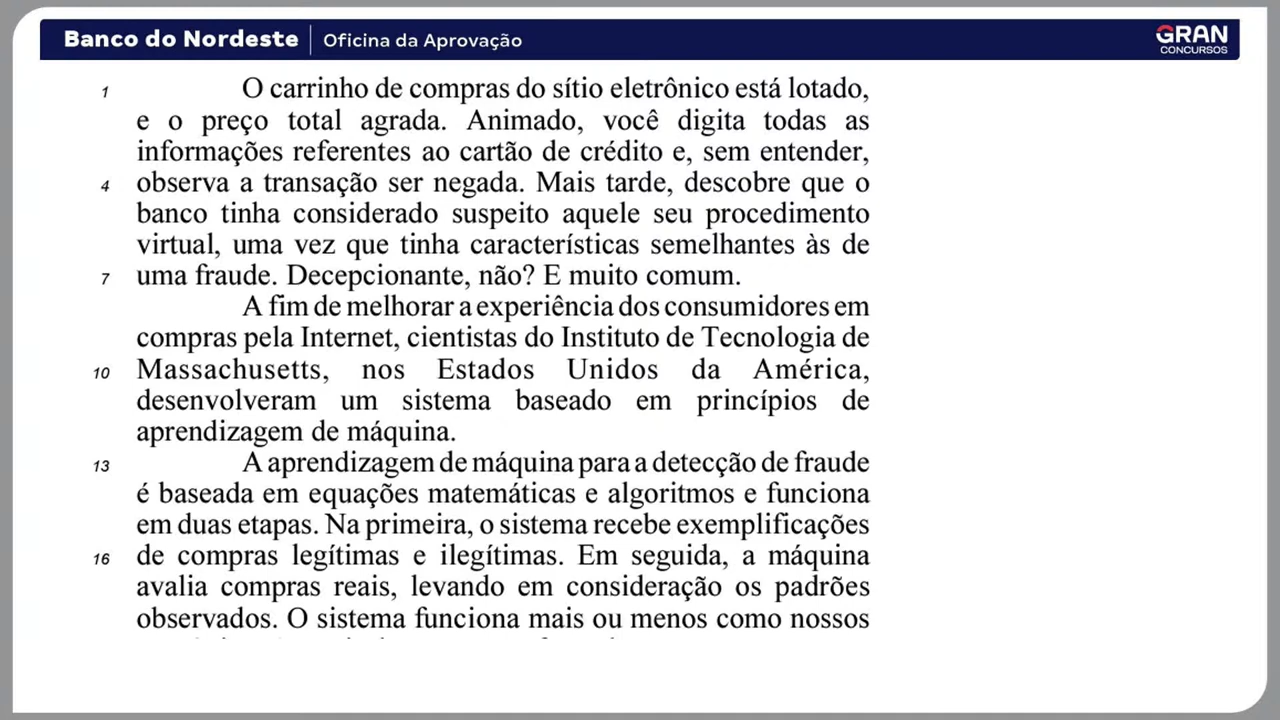 Banco do Nordeste | Oficina da Aprovação
GRAN
CONCURSOS
1 O carrinho de compras do sítio eletrônico está lotado,
e o preço total agrada. Animado, você digita todas as
informações referentes ao cartão de crédito e, sem entender,
4 observa a transação ser negada. Mais tarde, descobre que o
banco tinha considerado suspeito aquele seu procedimento
virtual, uma vez que tinha características semelhantes às de
7 uma fraude. Decepcionante, não? E muito comum.
A fim de melhorar a experiência dos consumidores em
compras pela Internet, cientistas do Instituto de Tecnologia de
10 Massachusetts, nos Estados Unidos da América,
desenvolveram um sistema baseado em princípios de
aprendizagem de máquina.
13 A aprendizagem de máquina para a detecção de fraude
é baseada em equações matemáticas e algoritmos e funciona
em duas etapas. Na primeira, o sistema recebe exemplificações
16 de compras legítimas e ilegítimas. Em seguida, a máquina
avalia compras reais, levando em consideração os padrões
observados. O sistema funciona mais ou menos como nossos